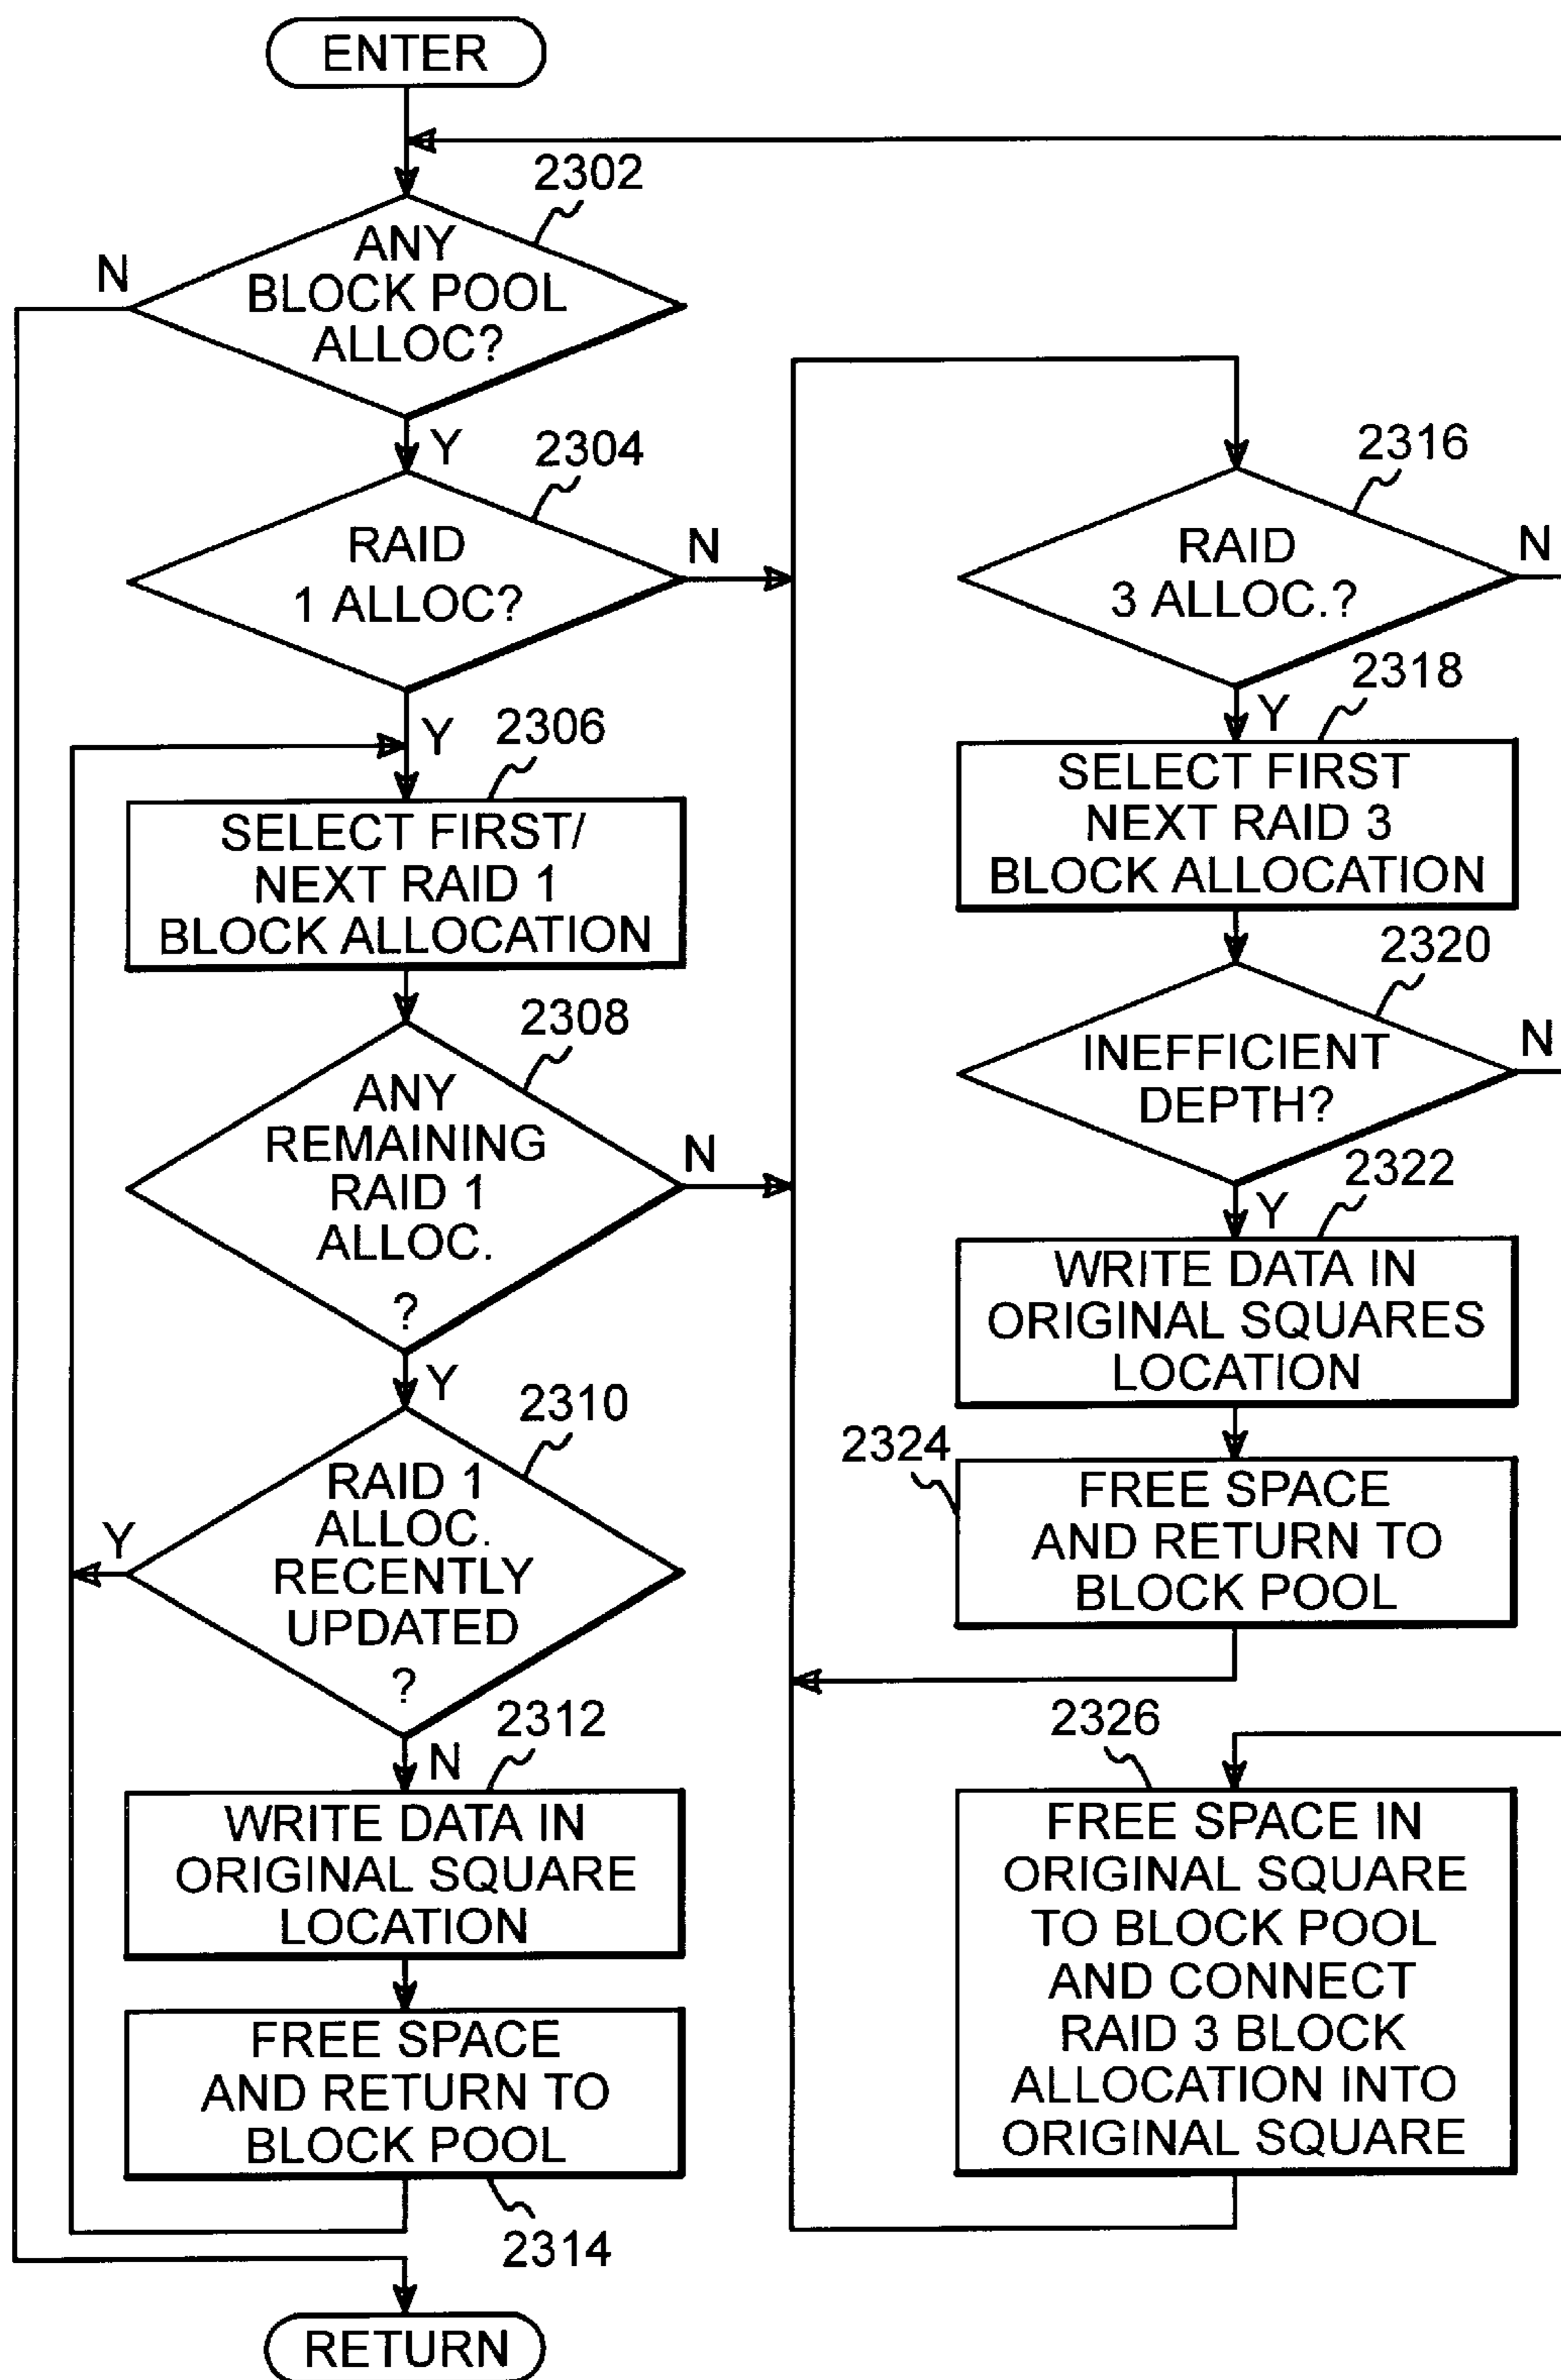 ENTER
2302
ANY
BLOCK POOL
ALLOC?
N
Y
2304
RAID
1 ALLOC?
N
Y
2306
SELECT FIRST/
NEXT RAID 1
BLOCK ALLOCATION
2308
ANY
REMAINING
RAID 1
ALLOC.
?
N
Y
2310
RAID 1
ALLOC.
RECENTLY
UPDATED
?
Y
N
2312
WRITE DATA IN
ORIGINAL SQUARE
LOCATION
FREE SPACE
AND RETURN TO
BLOCK POOL
2314
RETURN
2316
RAID
3 ALLOC.?
N
Y
2318
SELECT FIRST
NEXT RAID 3
BLOCK ALLOCATION
2320
INEFFICIENT
DEPTH?
N
Y
2322
WRITE DATA IN
ORIGINAL SQUARES
LOCATION
2324
FREE SPACE
AND RETURN TO
BLOCK POOL
2326
FREE SPACE IN
ORIGINAL SQUARE
TO BLOCK POOL
AND CONNECT
RAID 3 BLOCK
ALLOCATION INTO
ORIGINAL SQUARE